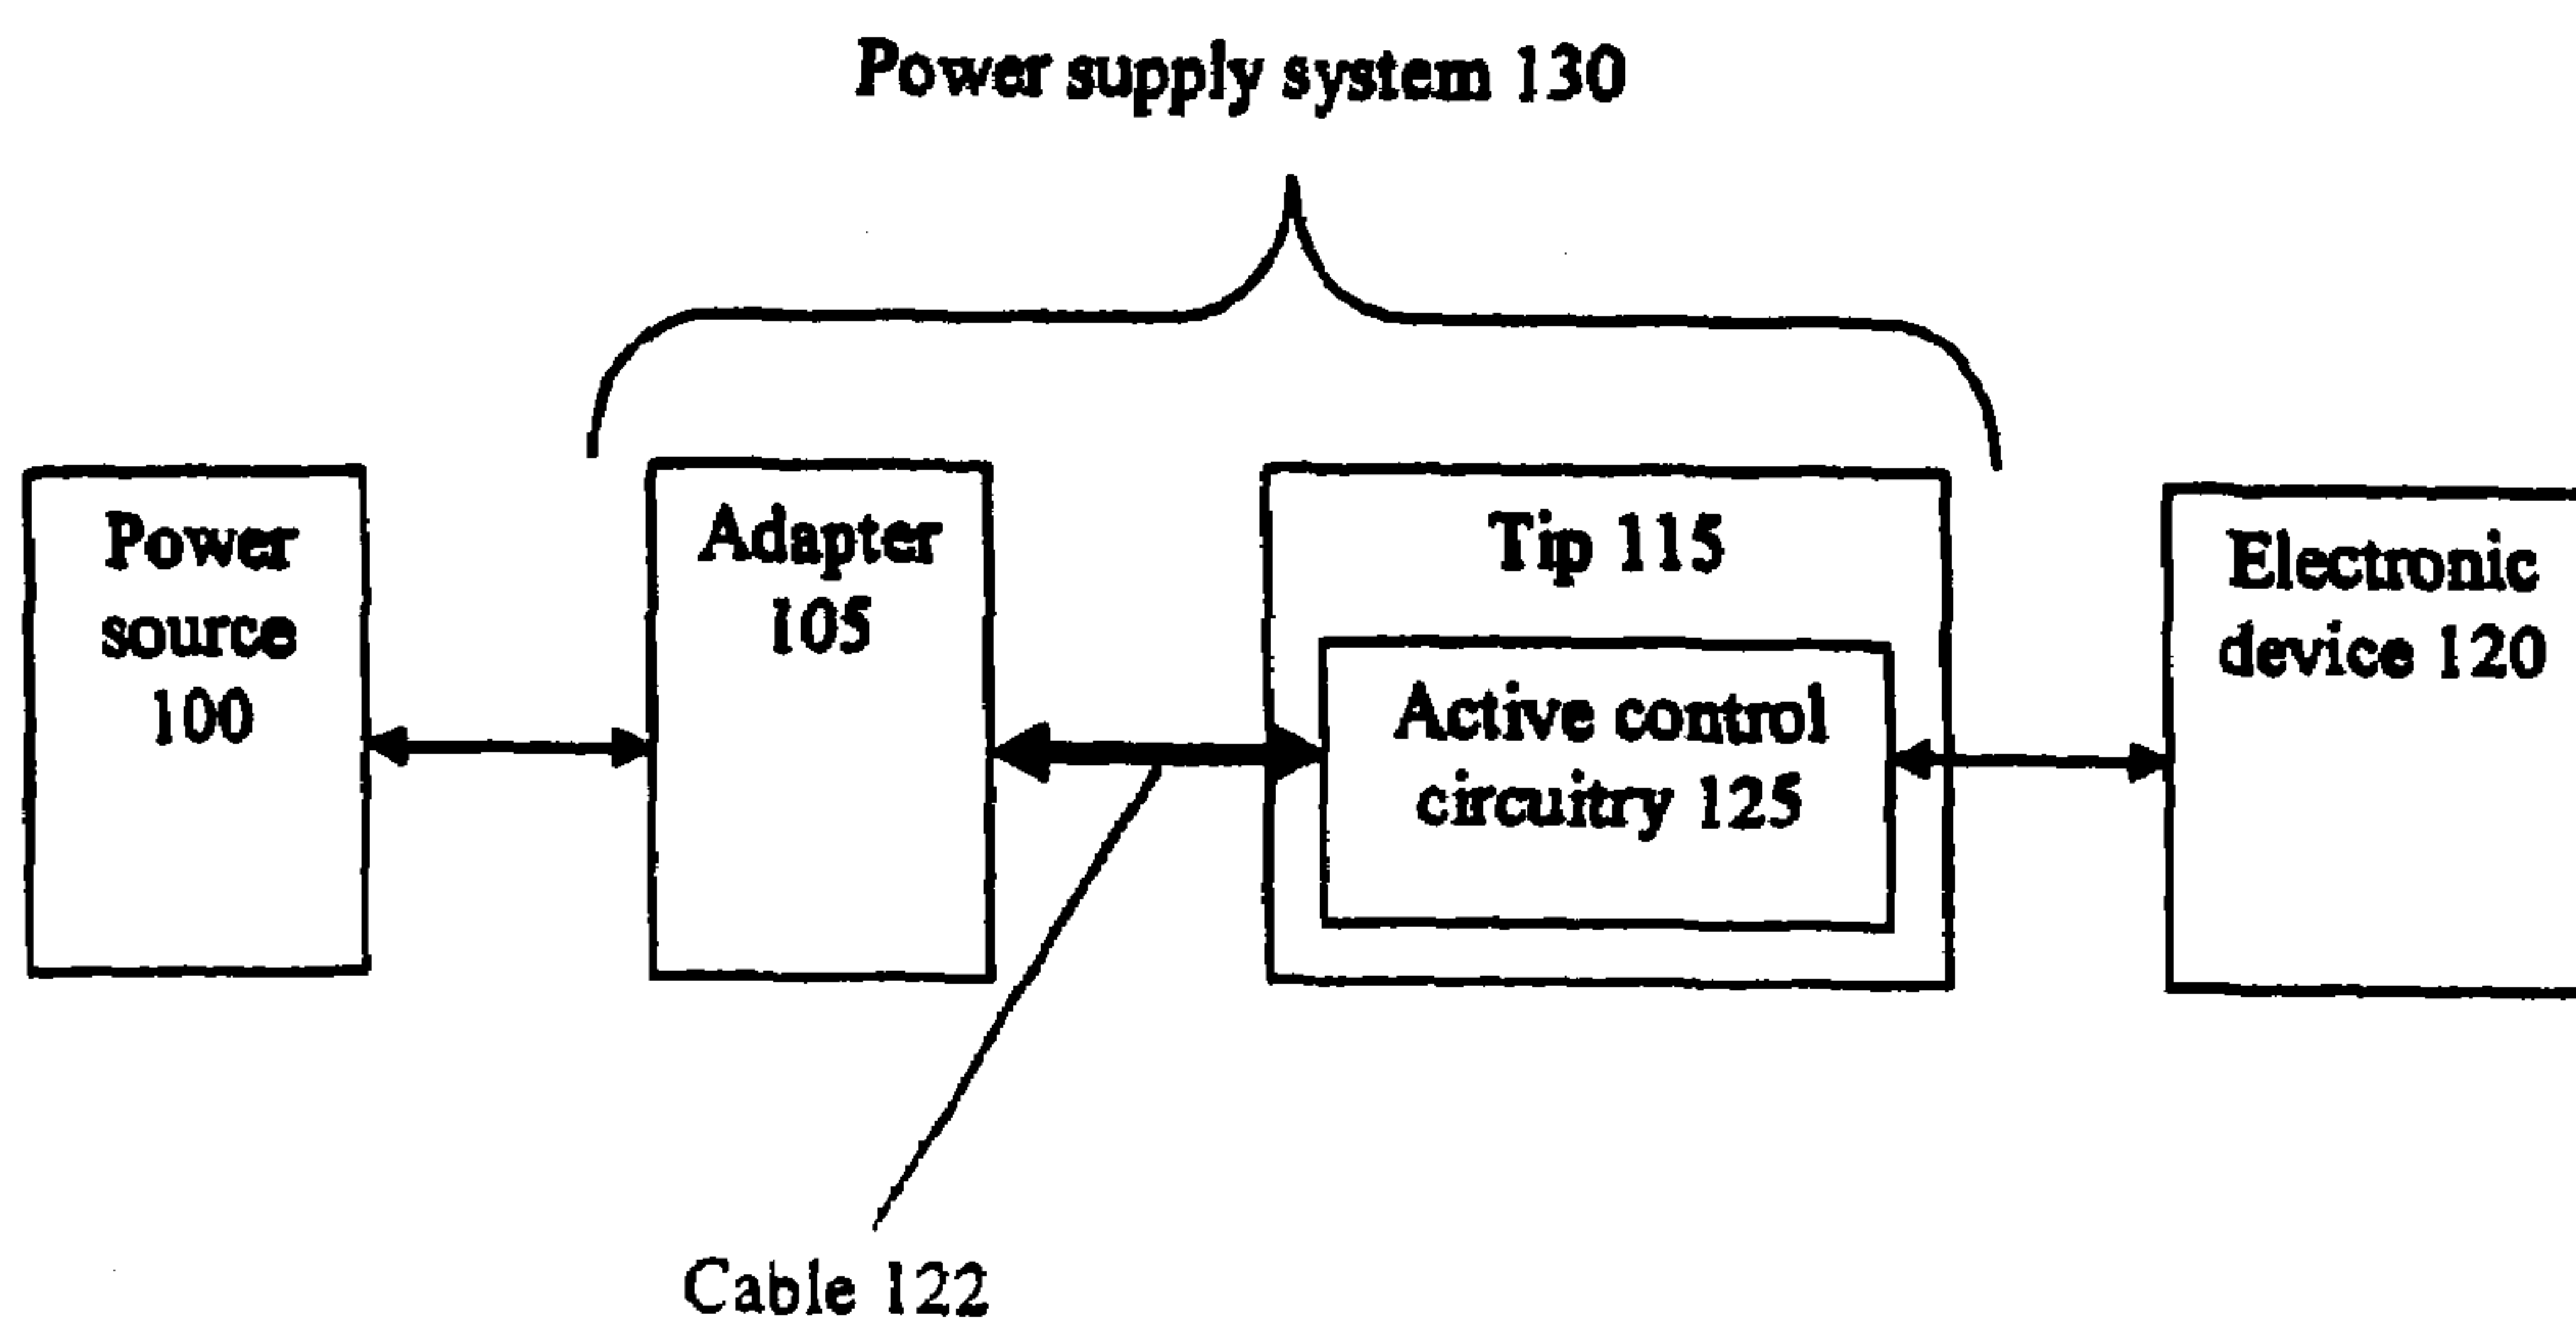 Power supply system 130
Power
source
100
Adapter
105
Tip 115
Active control
circuitry 125
Electronic
device 120
Cable 122